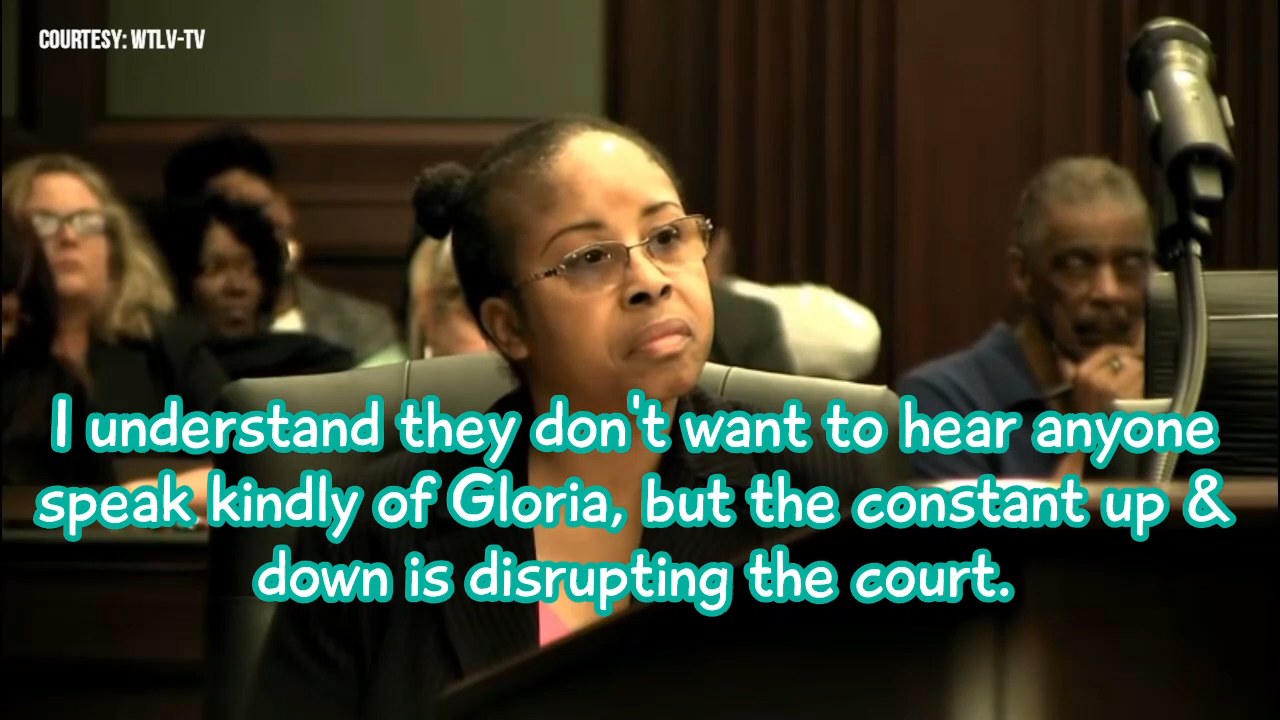 COURTESY: WTLV-TV
I understand they don't want to hear anyone
speak kindly of Gloria, but the constant up &
down is disrupting the court.